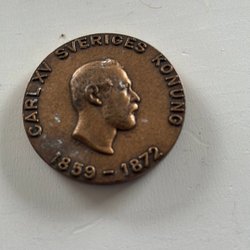 CARL XV SVERIGES KONUNG
1859 - 1872